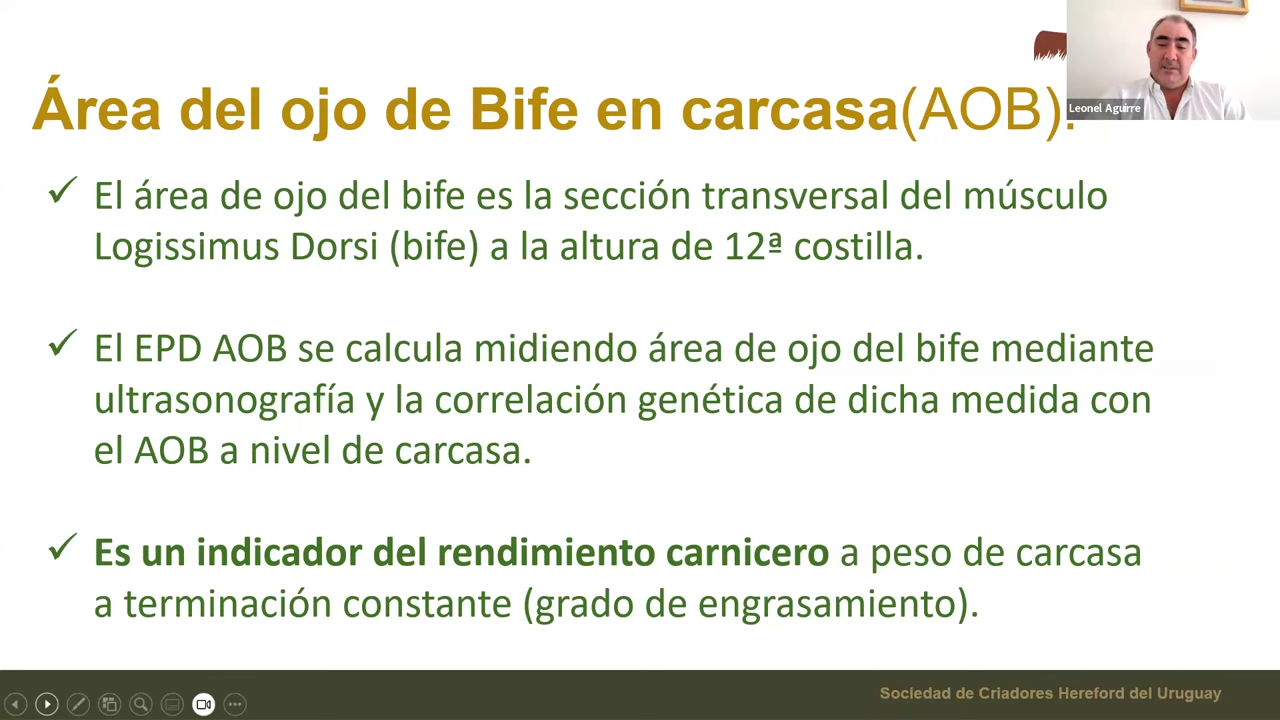 Área del ojo de Bife en carcasa(AOB).
Leonel Aguirre
✓ El área de ojo del bife es la sección transversal del músculo
Logissimus Dorsi (bife) a la altura de 12ª costilla.
✓ El EPD AOB se calcula midiendo área de ojo del bife mediante
ultrasonografía y la correlación genética de dicha medida con
el AOB a nivel de carcasa.
✓ Es un indicador del rendimiento carnicero a peso de carcasa
a terminación constante (grado de engrasamiento).
Sociedad de Criadores Hereford del Uruguay